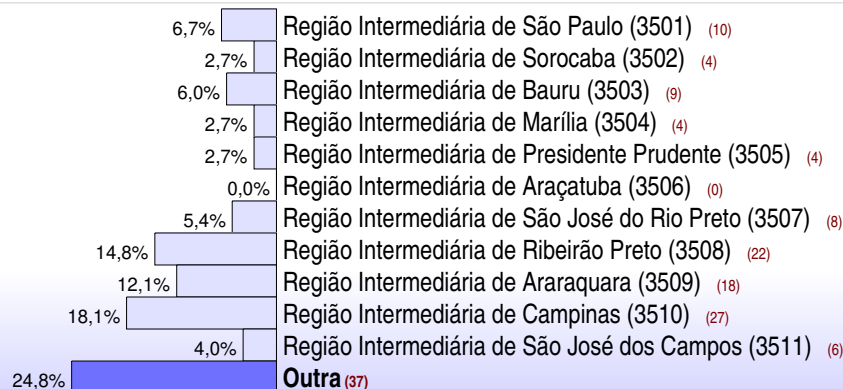 6,7% Região Intermediária de São Paulo (3501) (10)
2,7% Região Intermediária de Sorocaba (3502) (4)
6,0% Região Intermediária de Bauru (3503) (9)
2,7% Região Intermediária de Marília (3504) (4)
2,7% Região Intermediária de Presidente Prudente (3505) (4)
0,0% Região Intermediária de Araçatuba (3506) (0)
5,4% Região Intermediária de São José do Rio Preto (3507) (8)
14,8% Região Intermediária de Ribeirão Preto (3508) (22)
12,1% Região Intermediária de Araraquara (3509) (18)
18,1% Região Intermediária de Campinas (3510) (27)
4,0% Região Intermediária de São José dos Campos (3511) (6)
24,8% Outra (37)